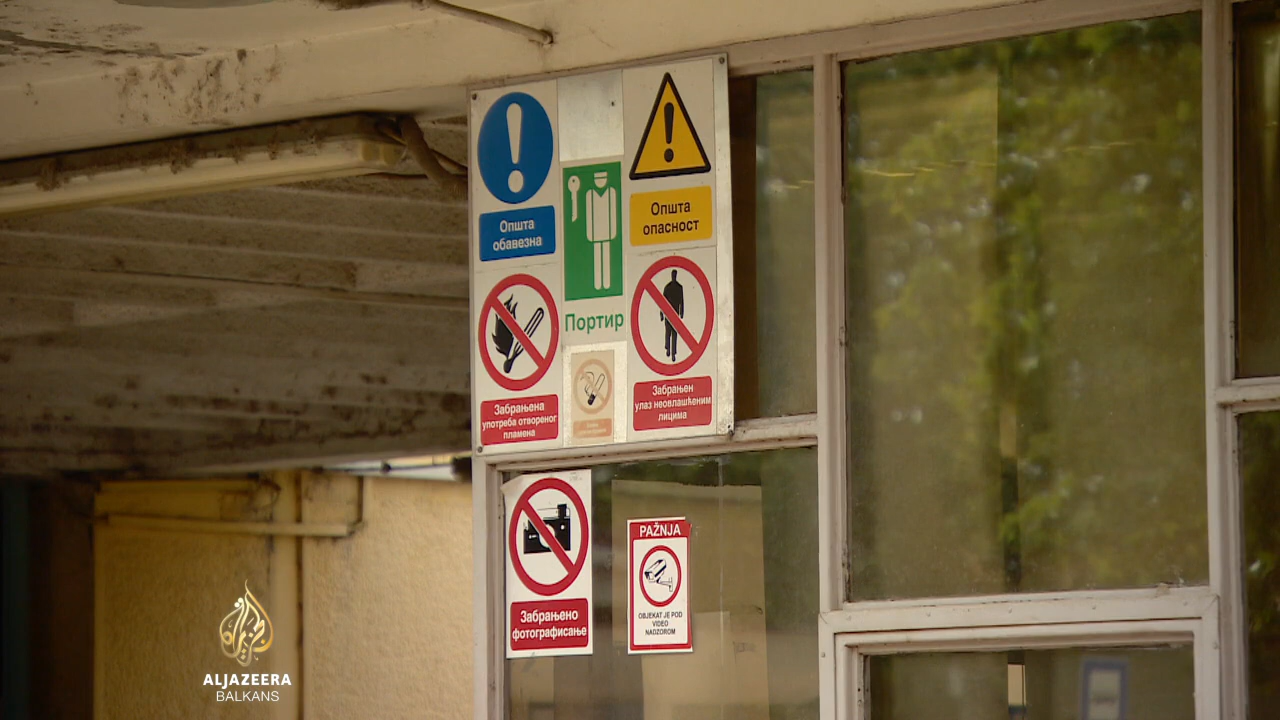 Општа
обавезна
Општа
опасност
Портир
Забрањена
употреба отвореног
пламена
Забрањен
улаз неовлашћеним
лицима
Забрањено
фотографисање
PAŽNJA
OBJEKAT JE POD
VIDEO
NADZOROM
ALJAZEERA
BALKANS